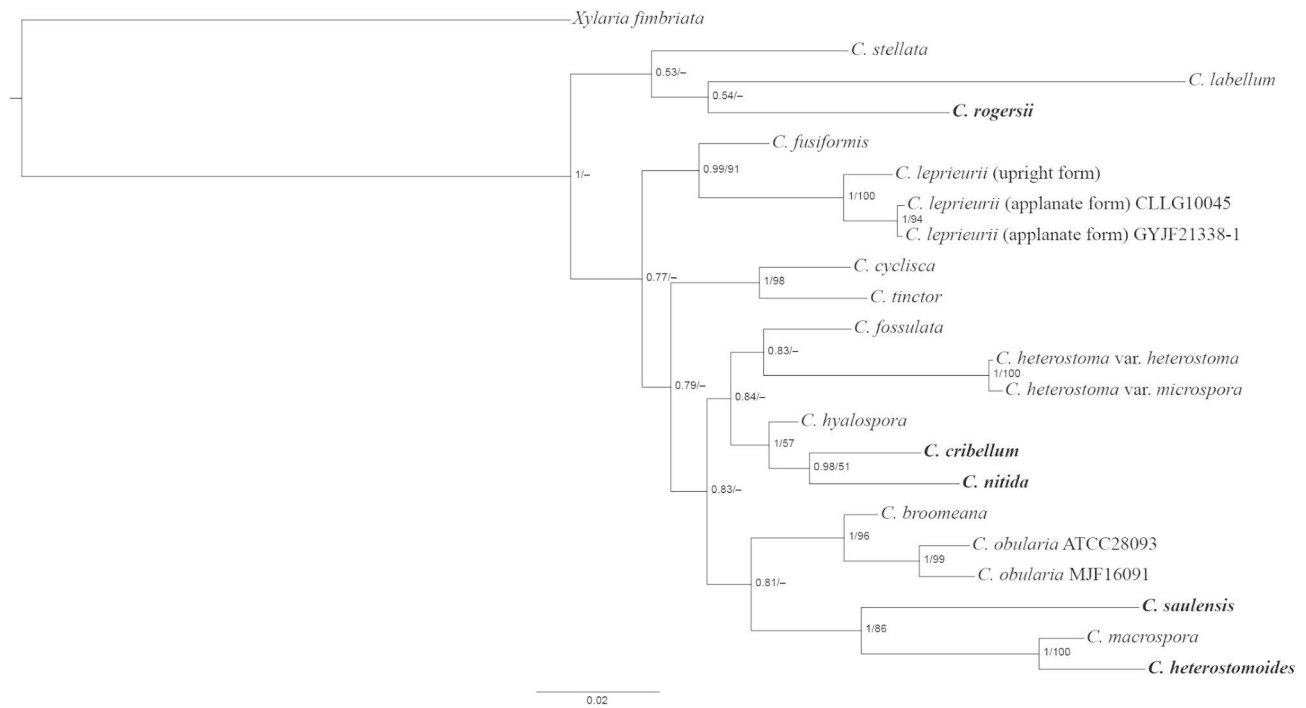 Xylaria fimbriata
C. stellata
0.53/–
C. labellum
0.54/–
C. rogersii
C. fusiformis
0.99/91
C. leprieurii (upright form)
1/–
1/100
C. leprieurii (applanate form) CLLG10045
1/94
C. leprieurii (applanate form) GYJF21338-1
C. cyclisca
0.77/–
1/98
C. tinctor
C. fossulata
0.83/–
C. heterostoma var. heterostoma
1/100
0.79/–
C. heterostoma var. microspora
0.84/–
C. hyalospora
1/57
C. cribellum
0.98/51
C. nitida
0.83/–
C. broomeana
1/96
C. obularia ATCC28093
1/99
C. obularia MJF16091
0.81/–
C. saulensis
1/86
C. macrospora
1/100
C. heterostomoides
0.02